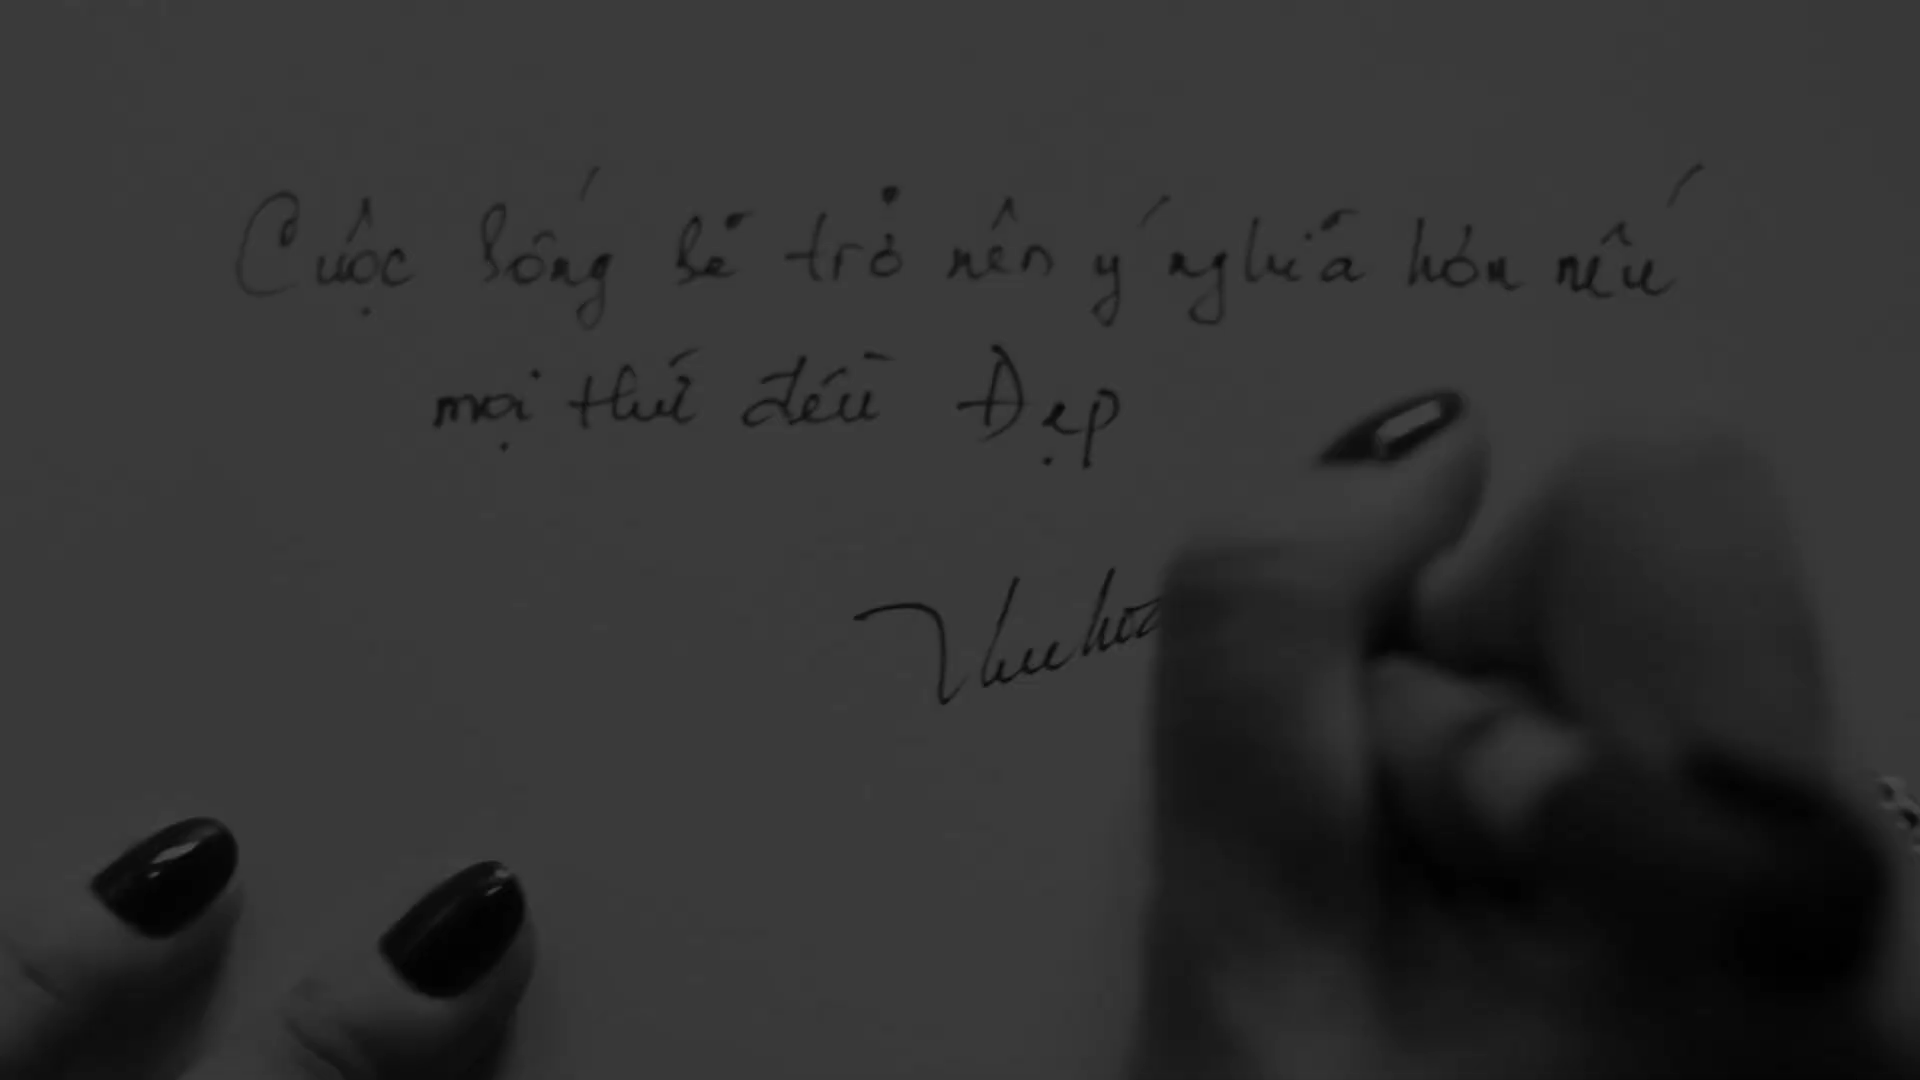 Cuộc sống sẽ trở nên ý nghĩa hơn nếu
mọi thứ đều Đẹp